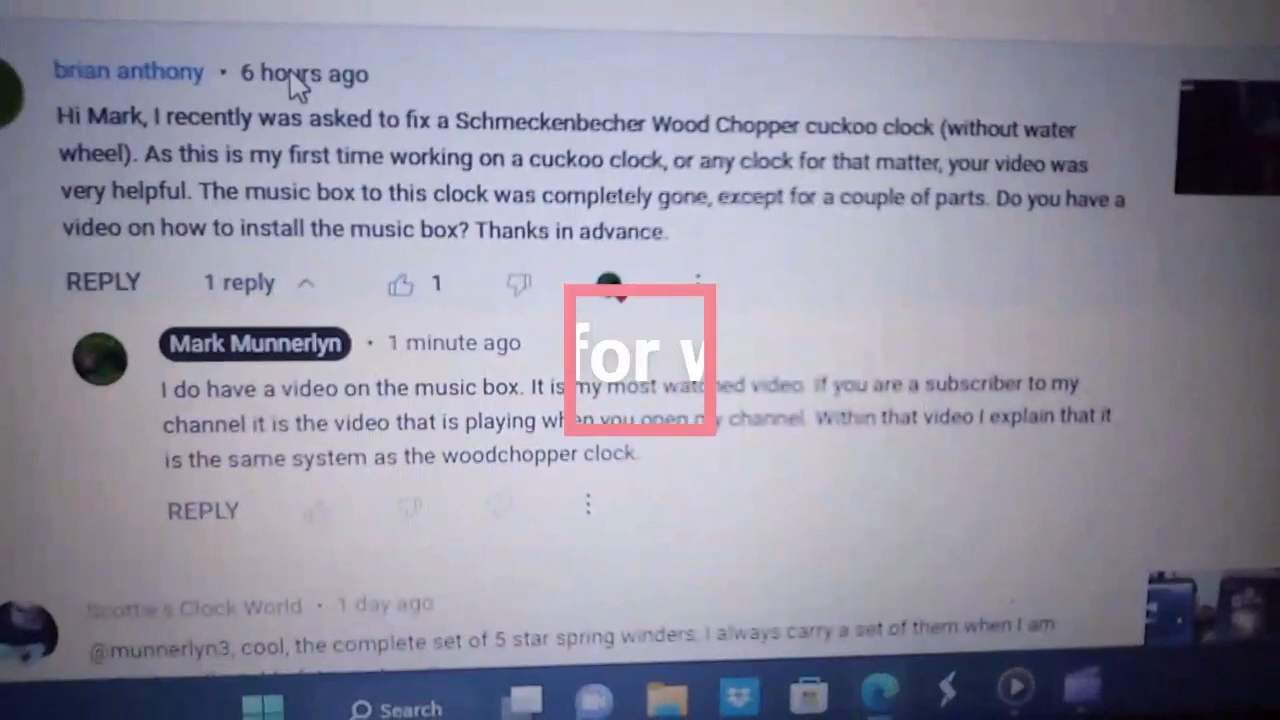 brian anthony · 6 hours ago
Hi Mark, I recently was asked to fix a Schmeckenbecher Wood Chopper cuckoo clock (without water
wheel). As this is my first time working on a cuckoo clock, or any clock for that matter, your video was
very helpful. The music box to this clock was completely gone, except for a couple of parts. Do you have a
video on how to install the music box? Thanks in advance.
REPLY 1 reply 1
for
Mark Munnerlyn · 1 minute ago
I do have a video on the music box. It is my most watched video. If you are a subscriber to my
channel it is the video that is playing when you open my channel. Within that video I explain that it
is the same system as the woodchopper clock.
REPLY
Scottie's Clock World · 1 day ago
@munnerlyn3, cool, the complete set of 5 star spring winders, I always carry a set of them when I am
Search